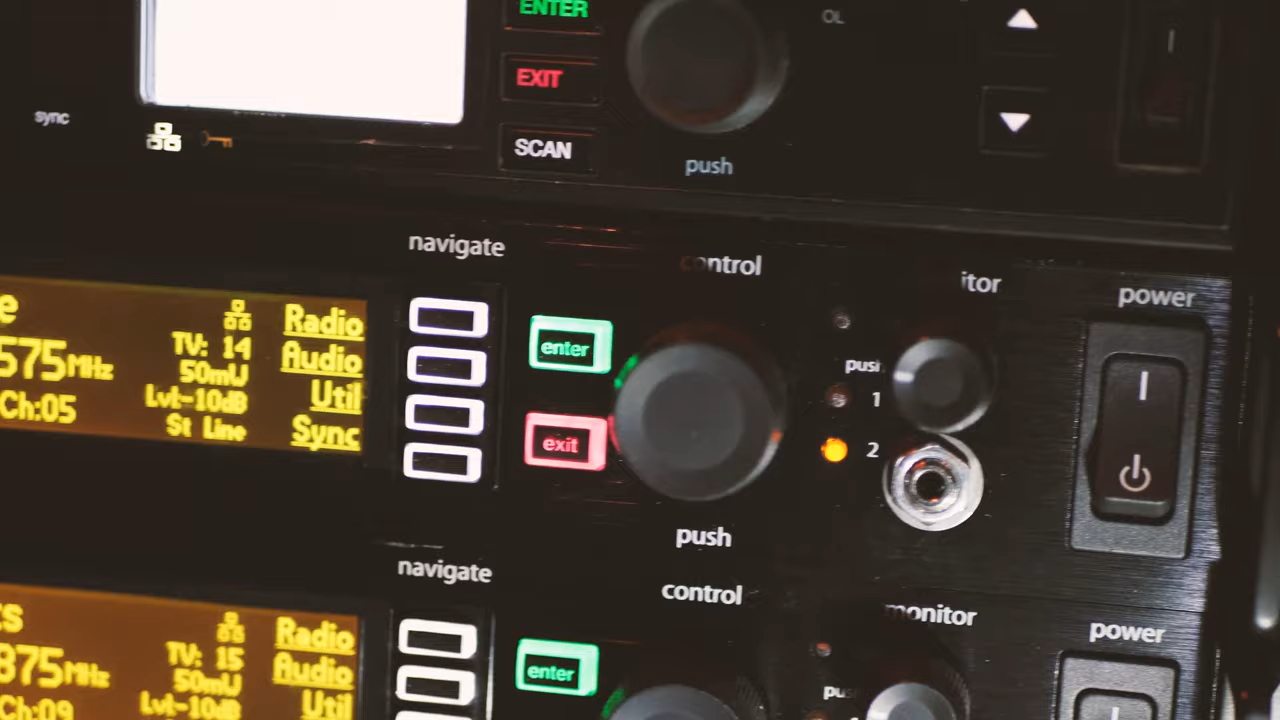 ENTER
OL
EXIT
sync
SCAN
push
navigate
control
itor
power
e
Radio
TV: 14
575MHz
Audio
50mW
Ch:05
Lvl:-10dB
Util
St Line
Sync
enter
exit
push
1
2
push
navigate
control
monitor
power
Radio
TV: 15
875MHz
Audio
50mW
Ch:09
Lvl:-10dB
Util
enter